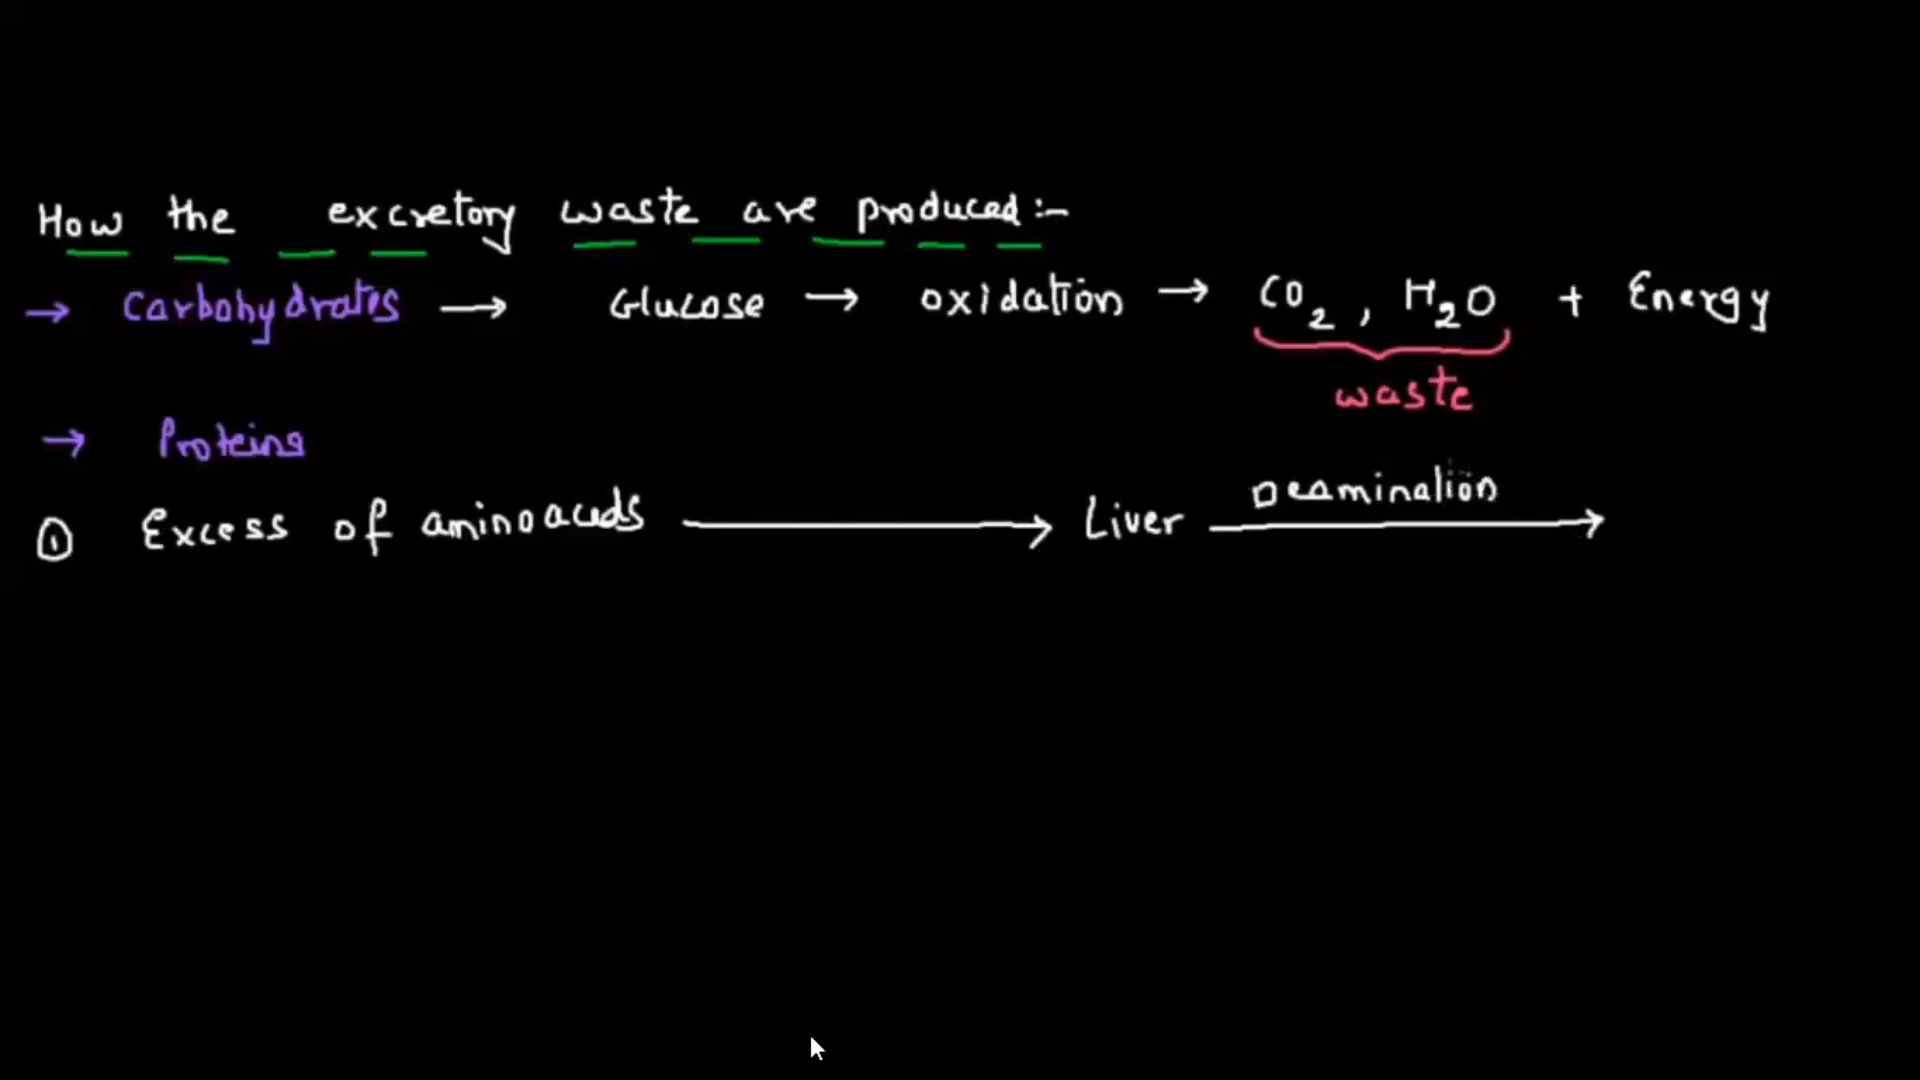 How the excretory waste are produced :-
→ Carbohydrates → Glucose → oxidation → CO₂, H₂O + Energy
waste
→ Proteins
① Excess of aminoacids → Liver Deamination →